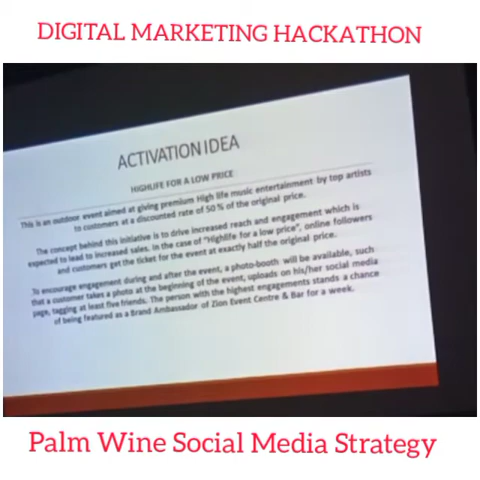 DIGITAL MARKETING HACKATHON
ACTIVATION IDEA
HIGHLIFE FOR A LOW PRICE
This is an outdoor event aimed at giving premium High life music entertainment by top artists
to customers at a discounted rate of 50 % of the original price.
The concept behind this initiative is to drive increased reach and engagement which is
expected to lead to increased sales. In the case of "Highlife for a low price", online followers
and customers get the ticket for the event at exactly half the original price.
To encourage engagement during and after the event, a photo-booth will be available, such
that a customer takes a photo at the beginning of the event, uploads on his/her social media
page, tagging at least five friends. The person with the highest engagements stands a chance
of being featured as a Brand Ambassador of Zion Event Centre & Bar for a week.
Palm Wine Social Media Strategy